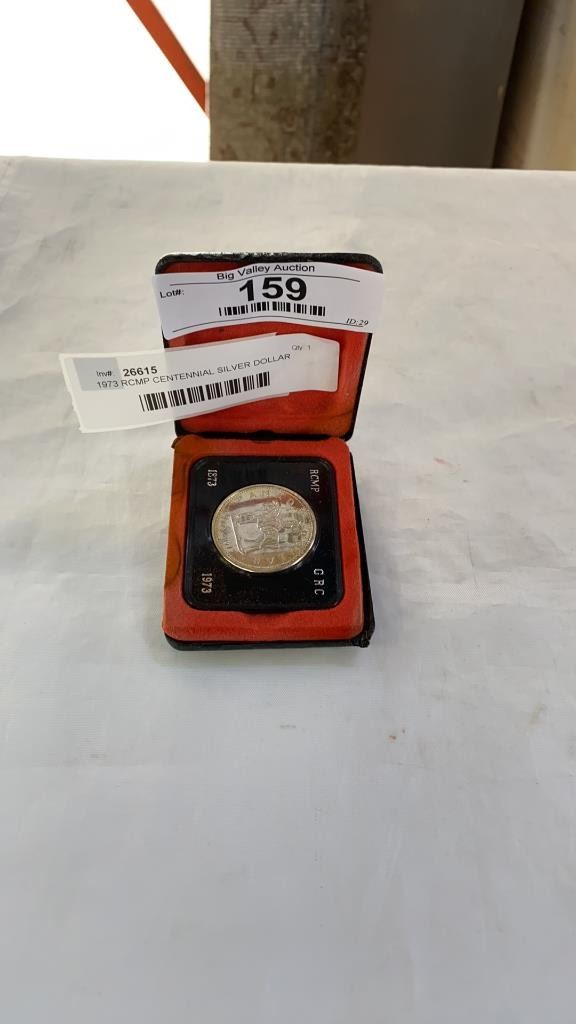 Big Valley Auction
Lot#: 159
ID:29
Qty: 1
Inv#: 26615
1973 RCMP CENTENNIAL SILVER DOLLAR
1873 RCMP
1973 GRC